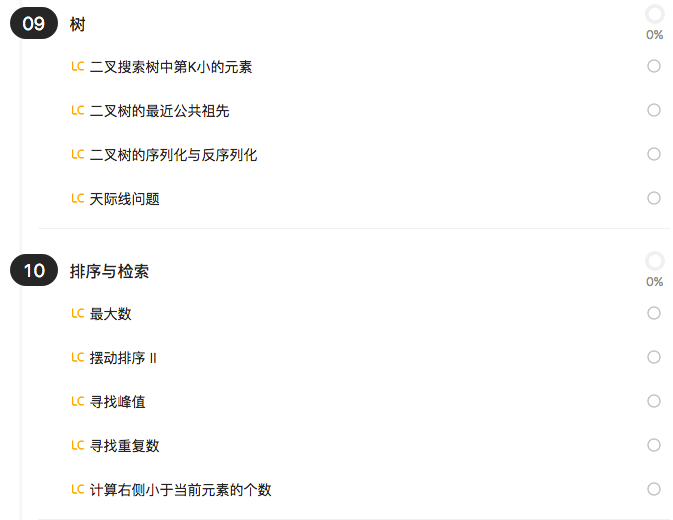 09 树
0%
LC 二叉搜索树中第K小的元素
LC 二叉树的最近公共祖先
LC 二叉树的序列化与反序列化
LC 天际线问题
10 排序与检索
0%
LC 最大数
LC 摆动排序 II
LC 寻找峰值
LC 寻找重复数
LC 计算右侧小于当前元素的个数